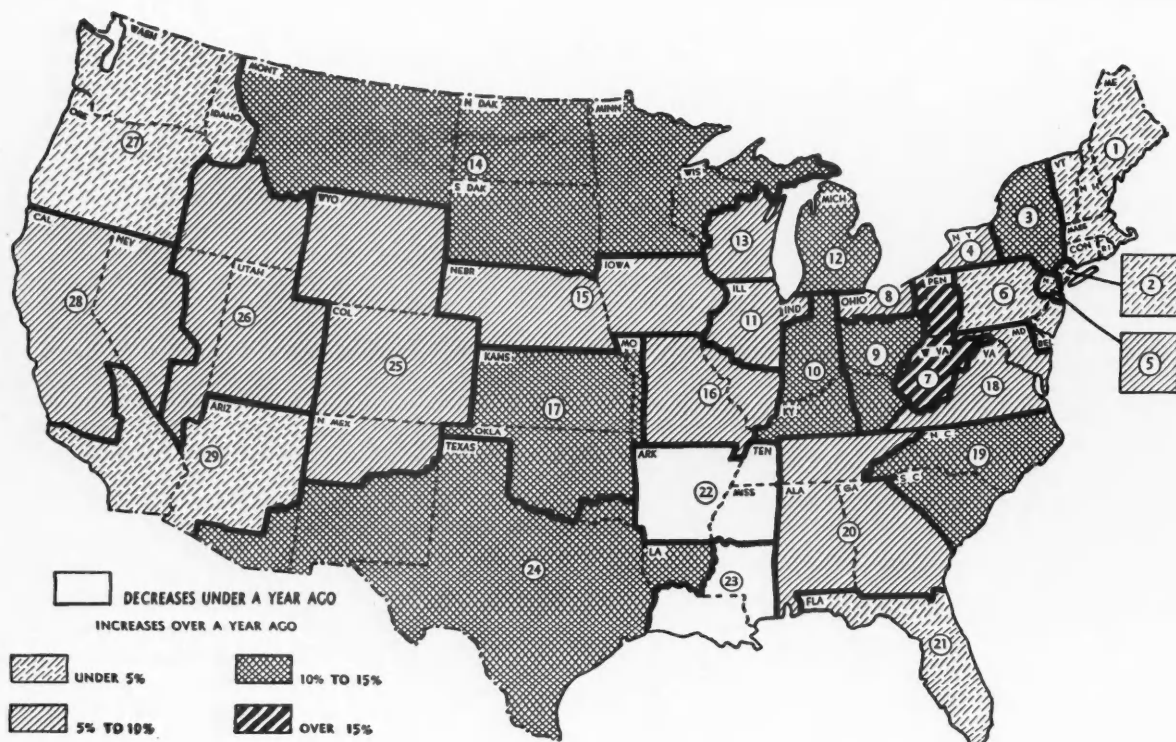 WASH
MONT
N DAK
MINN
ME
ORE
27
IDAHO
14
VT
1
S DAK
WIS
MICH
N H
3
CAL
NEV
WYO
12
N Y
4
MASS
CON
R I
13
NEBR
IOWA
UTAH
15
ILL
IND
OHIO
8
PEN
6
2
28
26
COL
11
MD
DEL
25
KANS
MO
9
W VA
VA
5
10
7
16
18
KY
17
ARIZ
N MEX
OKLA
TEXAS
ARK
TEN
N C
19
29
S C
22
MISS
ALA
GA
20
LA
24
23
DECREASES UNDER A YEAR AGO
FLA
INCREASES OVER A YEAR AGO
21
UNDER 5%
10% TO 15%
5% TO 10%
OVER 15%